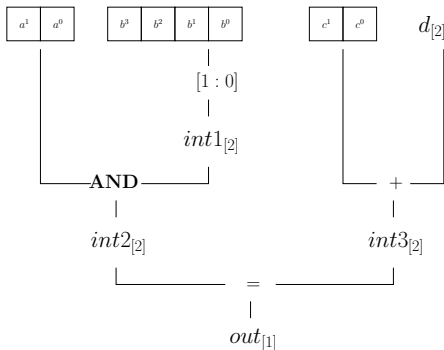 a¹ a⁰ b³ b² b¹ b⁰ c¹ c⁰ d[2]
[1 : 0]
int1[2]
AND +
int2[2] int3[2]
=
out[1]